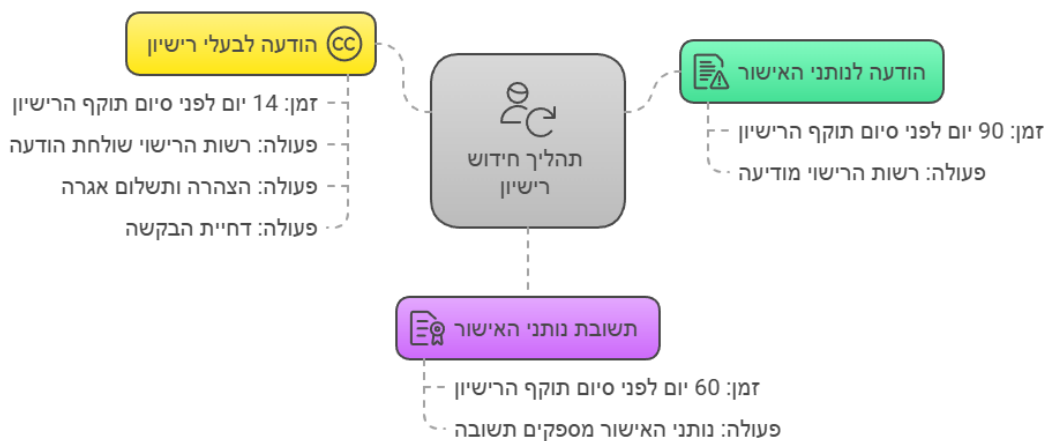 הודעה לנותני האישור
זמן: 90 יום לפני סיום תוקף הרישיון
פעולה: רשות הרישוי מודיעה
תהליך חידוש
רישיון
הודעה לבעלי רישיון
זמן: 14 יום לפני סיום תוקף הרישיון
פעולה: רשות הרישוי שולחת הודעה
פעולה: הצהרה ותשלום אגרה
פעולה: דחיית הבקשה
תשובת נותני האישור
זמן: 60 יום לפני סיום תוקף הרישיון
פעולה: נותני האישור מספקים תשובה